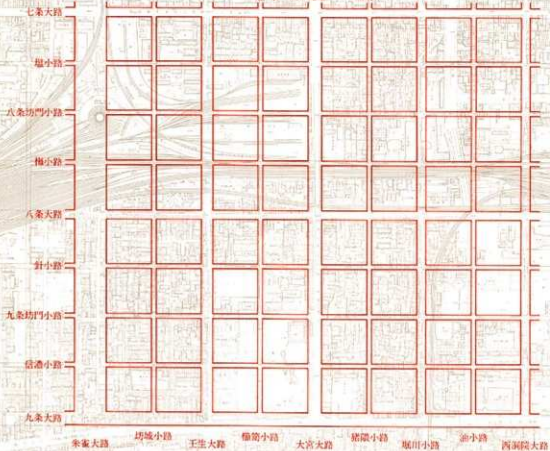 七条大路
塩小路
八条坊門小路
梅小路
八条大路
針小路
九条坊門小路
信濃小路
九条大路
朱雀大路
坊城小路
壬生大路
櫛笥小路
大宮大路
猪隈小路
堀川小路
油小路
西洞院大路